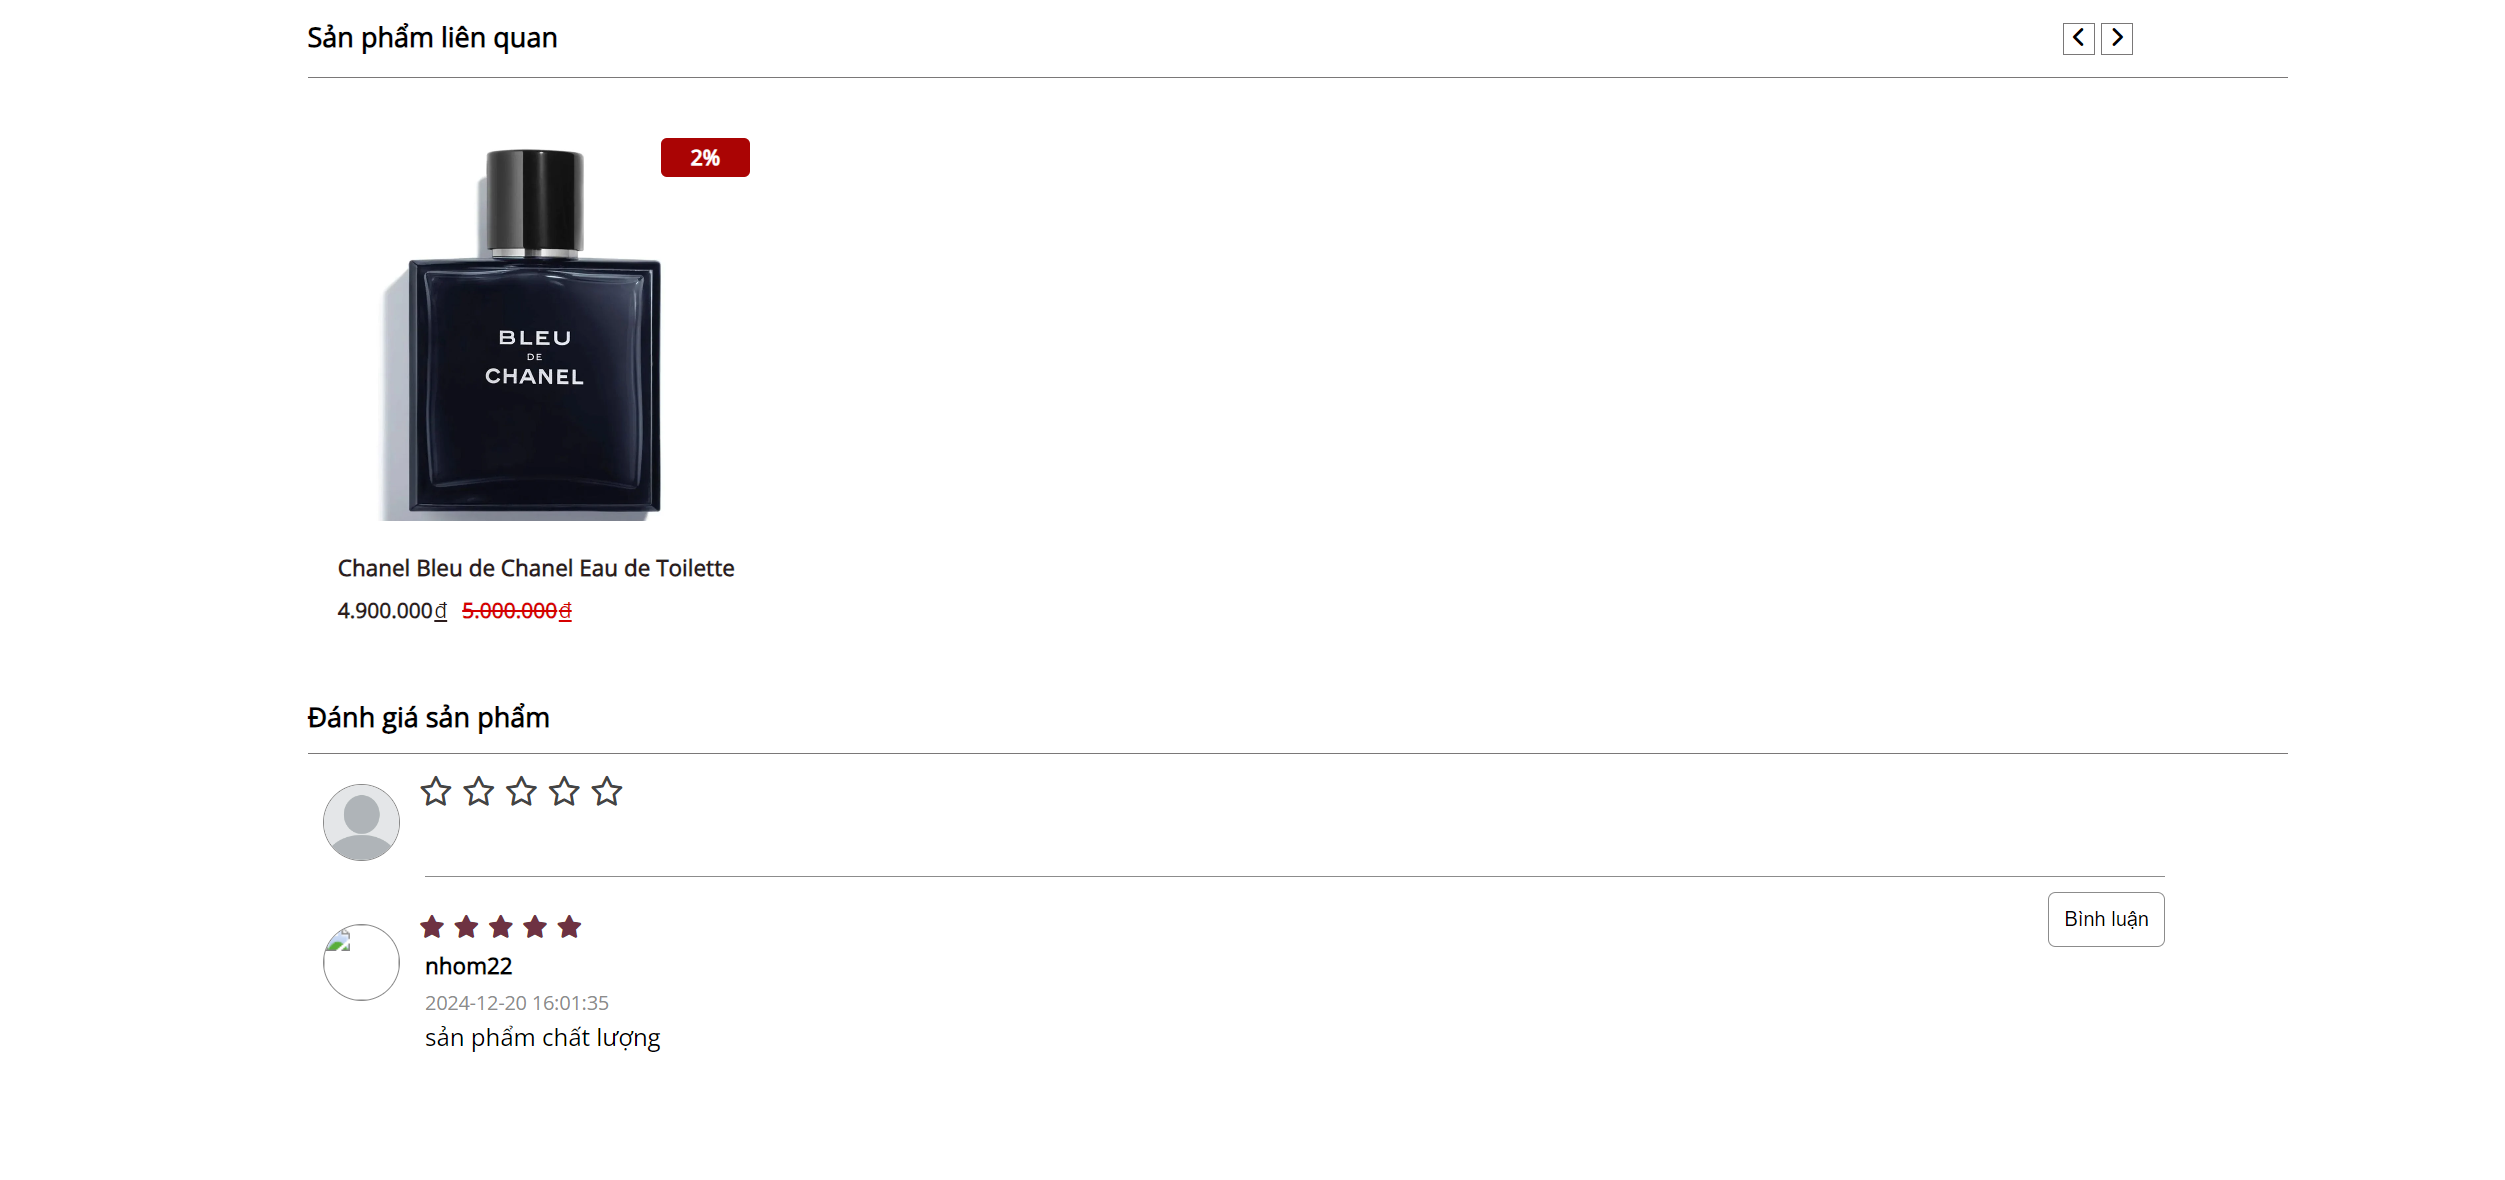 Sản phẩm liên quan
2%
BLEU
DE
CHANEL
Chanel Bleu de Chanel Eau de Toilette
4.900.000₫ 5.000.000₫
Đánh giá sản phẩm
Bình luận
nhom22
2024-12-20 16:01:35
sản phẩm chất lượng